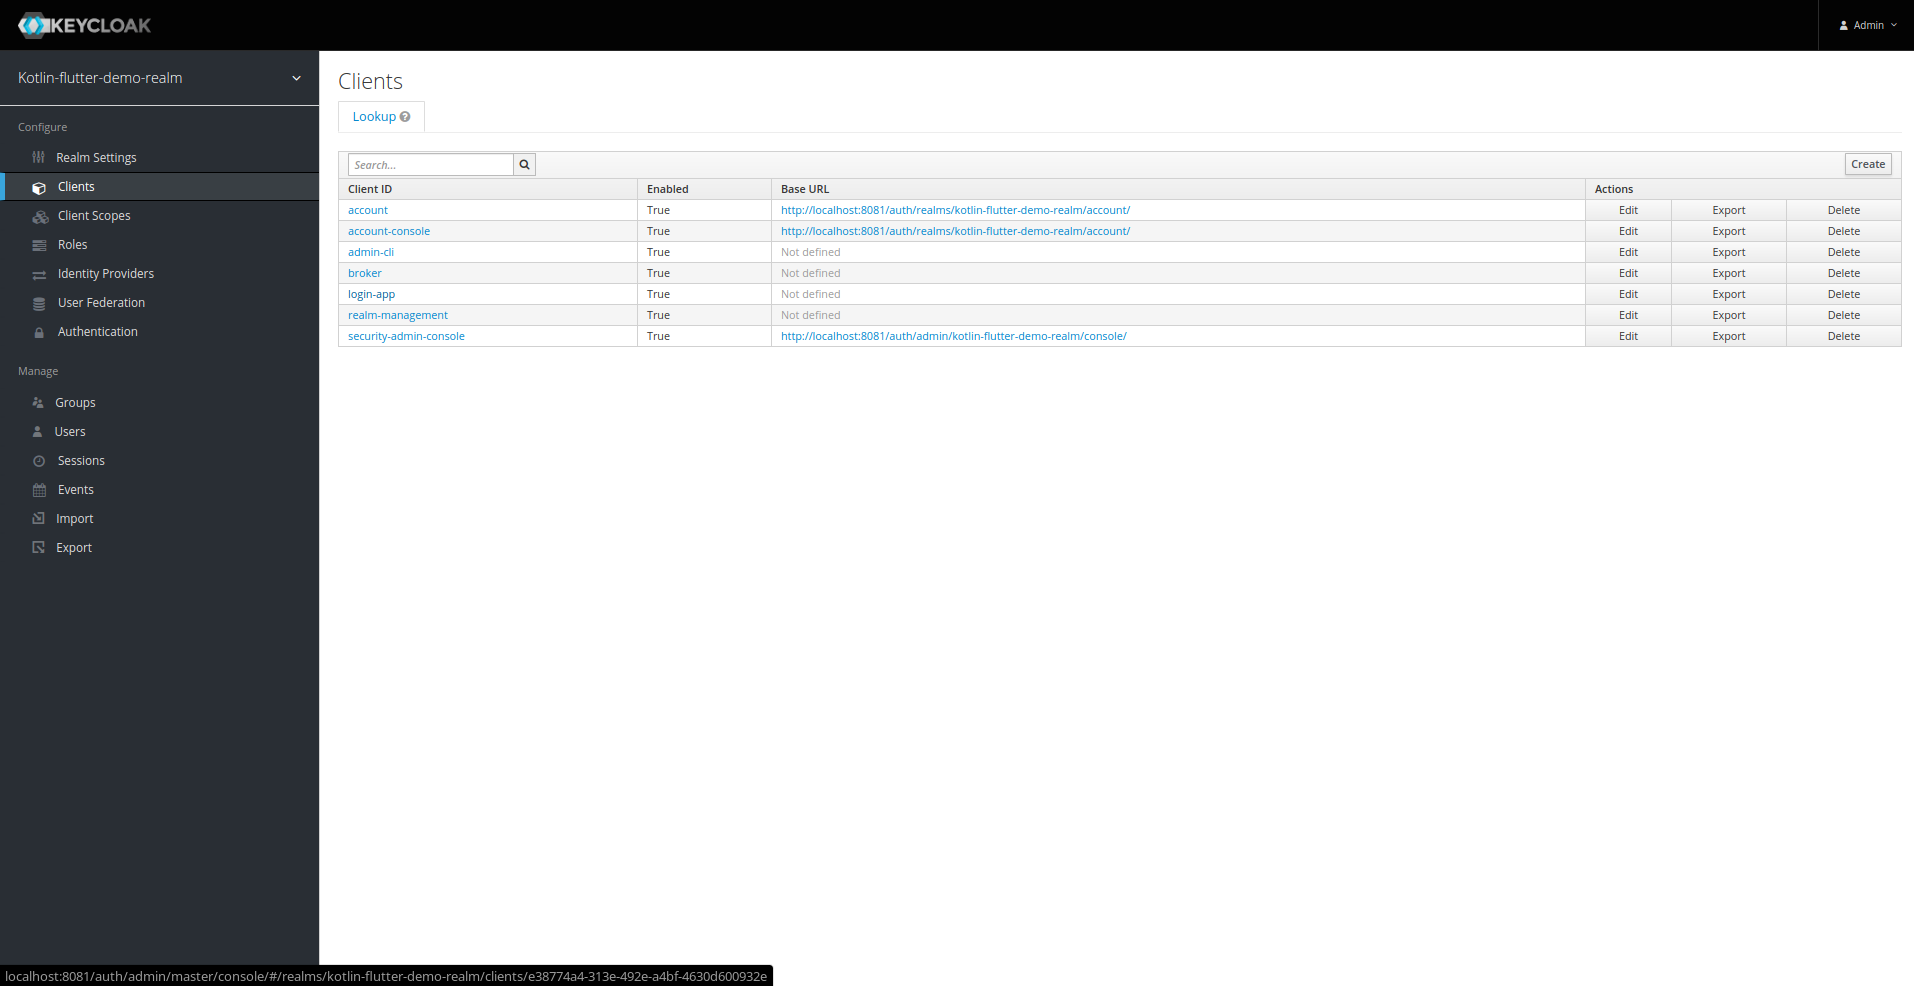 KEYCLOAK
Admin
Kotlin-flutter-demo-realm
Configure
Realm Settings
Clients
Client Scopes
Roles
Identity Providers
User Federation
Authentication
Manage
Groups
Users
Sessions
Events
Import
Export
Clients
Lookup ?
Search...
Create
Client ID Enabled Base URL Actions
account True http://localhost:8081/auth/realms/kotlin-flutter-demo-realm/account/ Edit Export Delete
account-console True http://localhost:8081/auth/realms/kotlin-flutter-demo-realm/account/ Edit Export Delete
admin-cli True Not defined Edit Export Delete
broker True Not defined Edit Export Delete
login-app True Not defined Edit Export Delete
realm-management True Not defined Edit Export Delete
security-admin-console True http://localhost:8081/auth/admin/kotlin-flutter-demo-realm/console/ Edit Export Delete
localhost:8081/auth/admin/master/console/#/realms/kotlin-flutter-demo-realm/clients/e38774a4-313e-492e-a4bf-4630d600932e